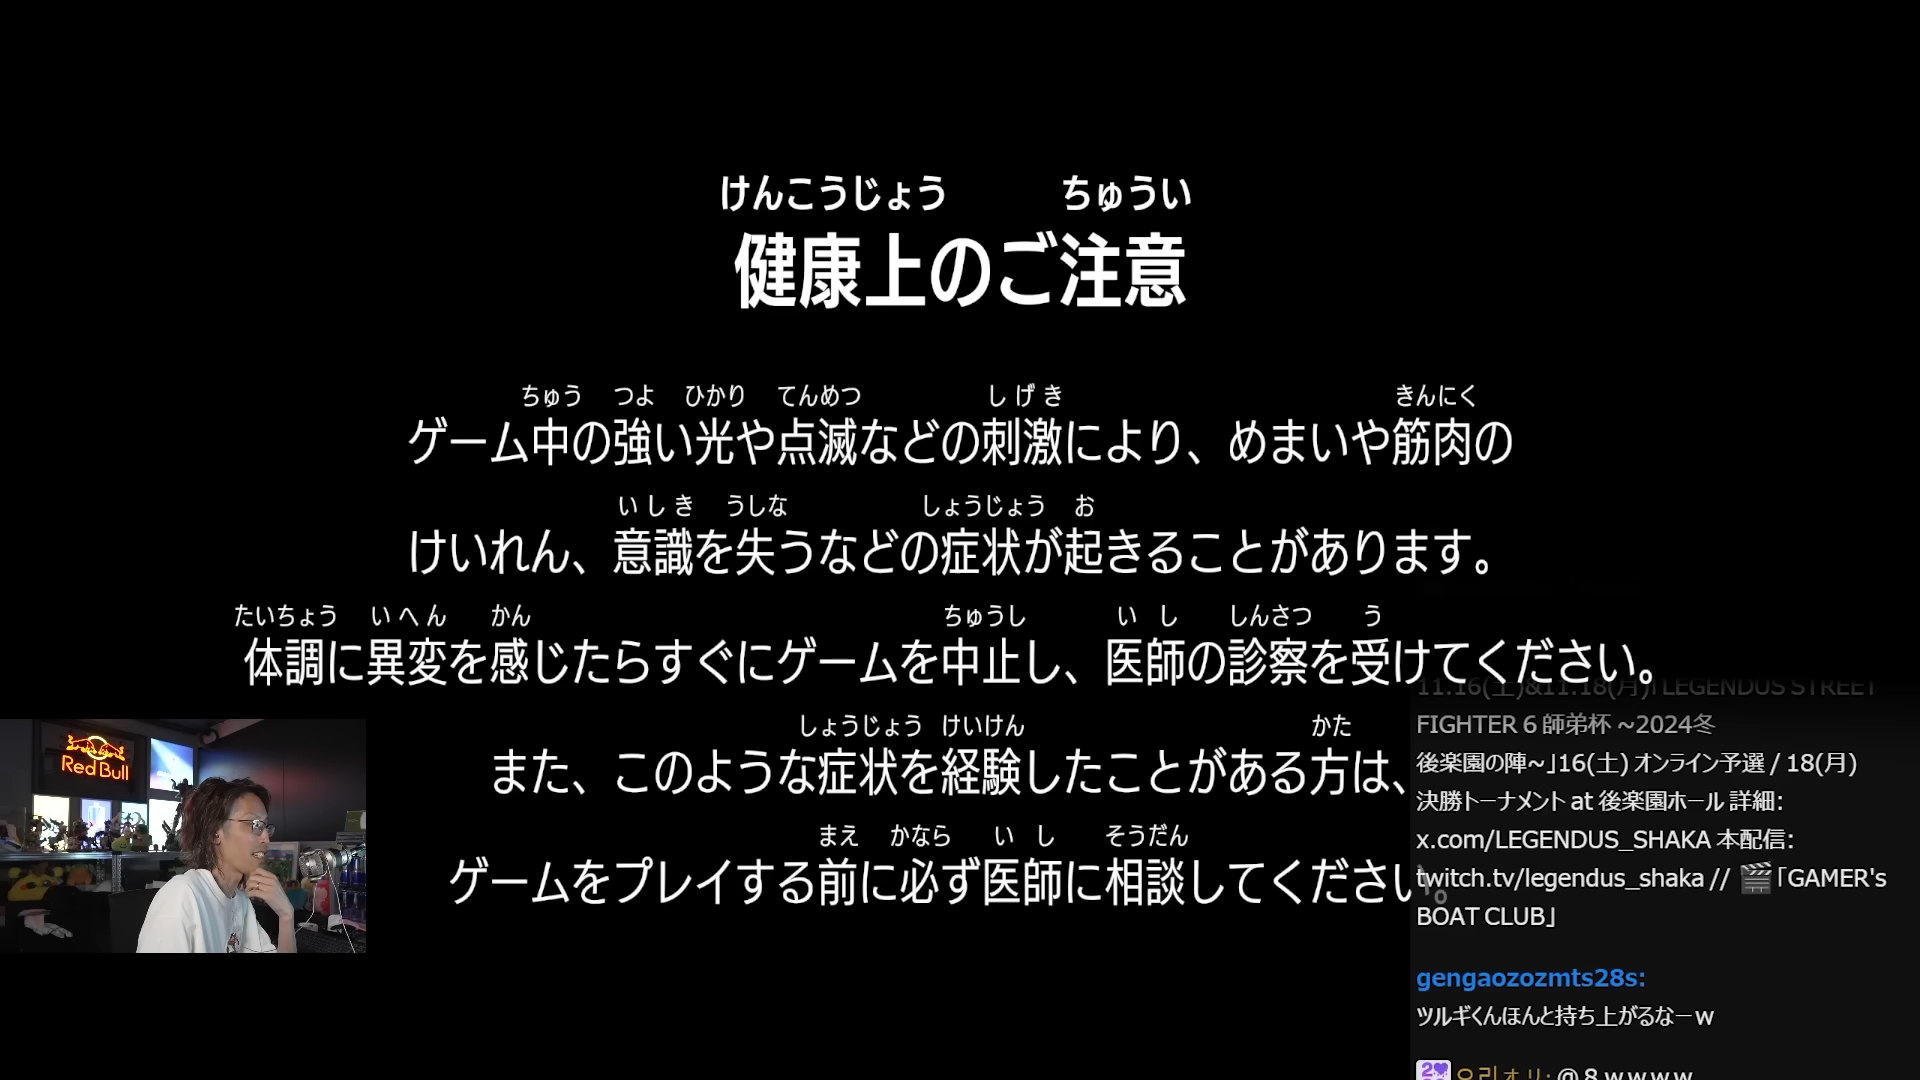 けんこうじょう ちゅうい
健康上のご注意
ちゅう つよ ひかり てんめつ しげき きんにく
ゲーム中の強い光や点滅などの刺激により、めまいや筋肉の
いしき うしな しょうじょう お
けいれん、意識を失うなどの症状が起きることがあります。
たいちょう いへん かん ちゅうし いし しんさつ う
体調に異変を感じたらすぐにゲームを中止し、医師の診察を受けてください。
しょうじょう けいけん かた
また、このような症状を経験したことがある方は、
まえ かなら いし そうだん
ゲームをプレイする前に必ず医師に相談してください。
Red Bull
11.16(土)&11.18(月)「LEGENDUS STREET
FIGHTER 6 師弟杯 ~2024冬
後楽園の陣~」16(土) オンライン予選 / 18(月)
決勝トーナメント at 後楽園ホール 詳細:
x.com/LEGENDUS_SHAKA 本配信:
twitch.tv/legendus_shaka // 🎬「GAMER's
BOAT CLUB」
gengaozozmts28s:
ツルギくんほんと持ち上がるなーw